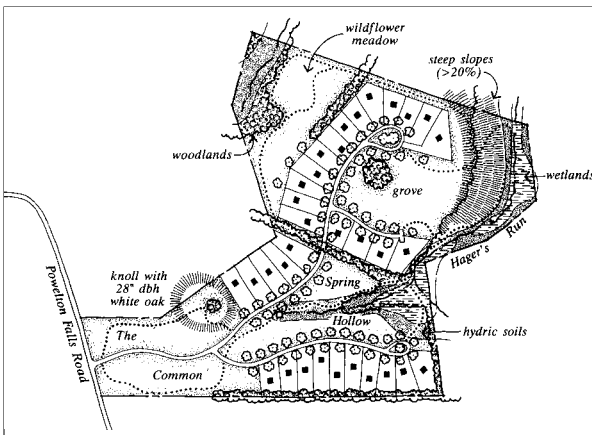 wildflower
meadow
steep slopes
(>20%)
woodlands
wetlands
grove
Hager's Run
knoll with
28" dbh
white oak
Spring
Hollow
hydric soils
The
Common
Powelton Falls Road